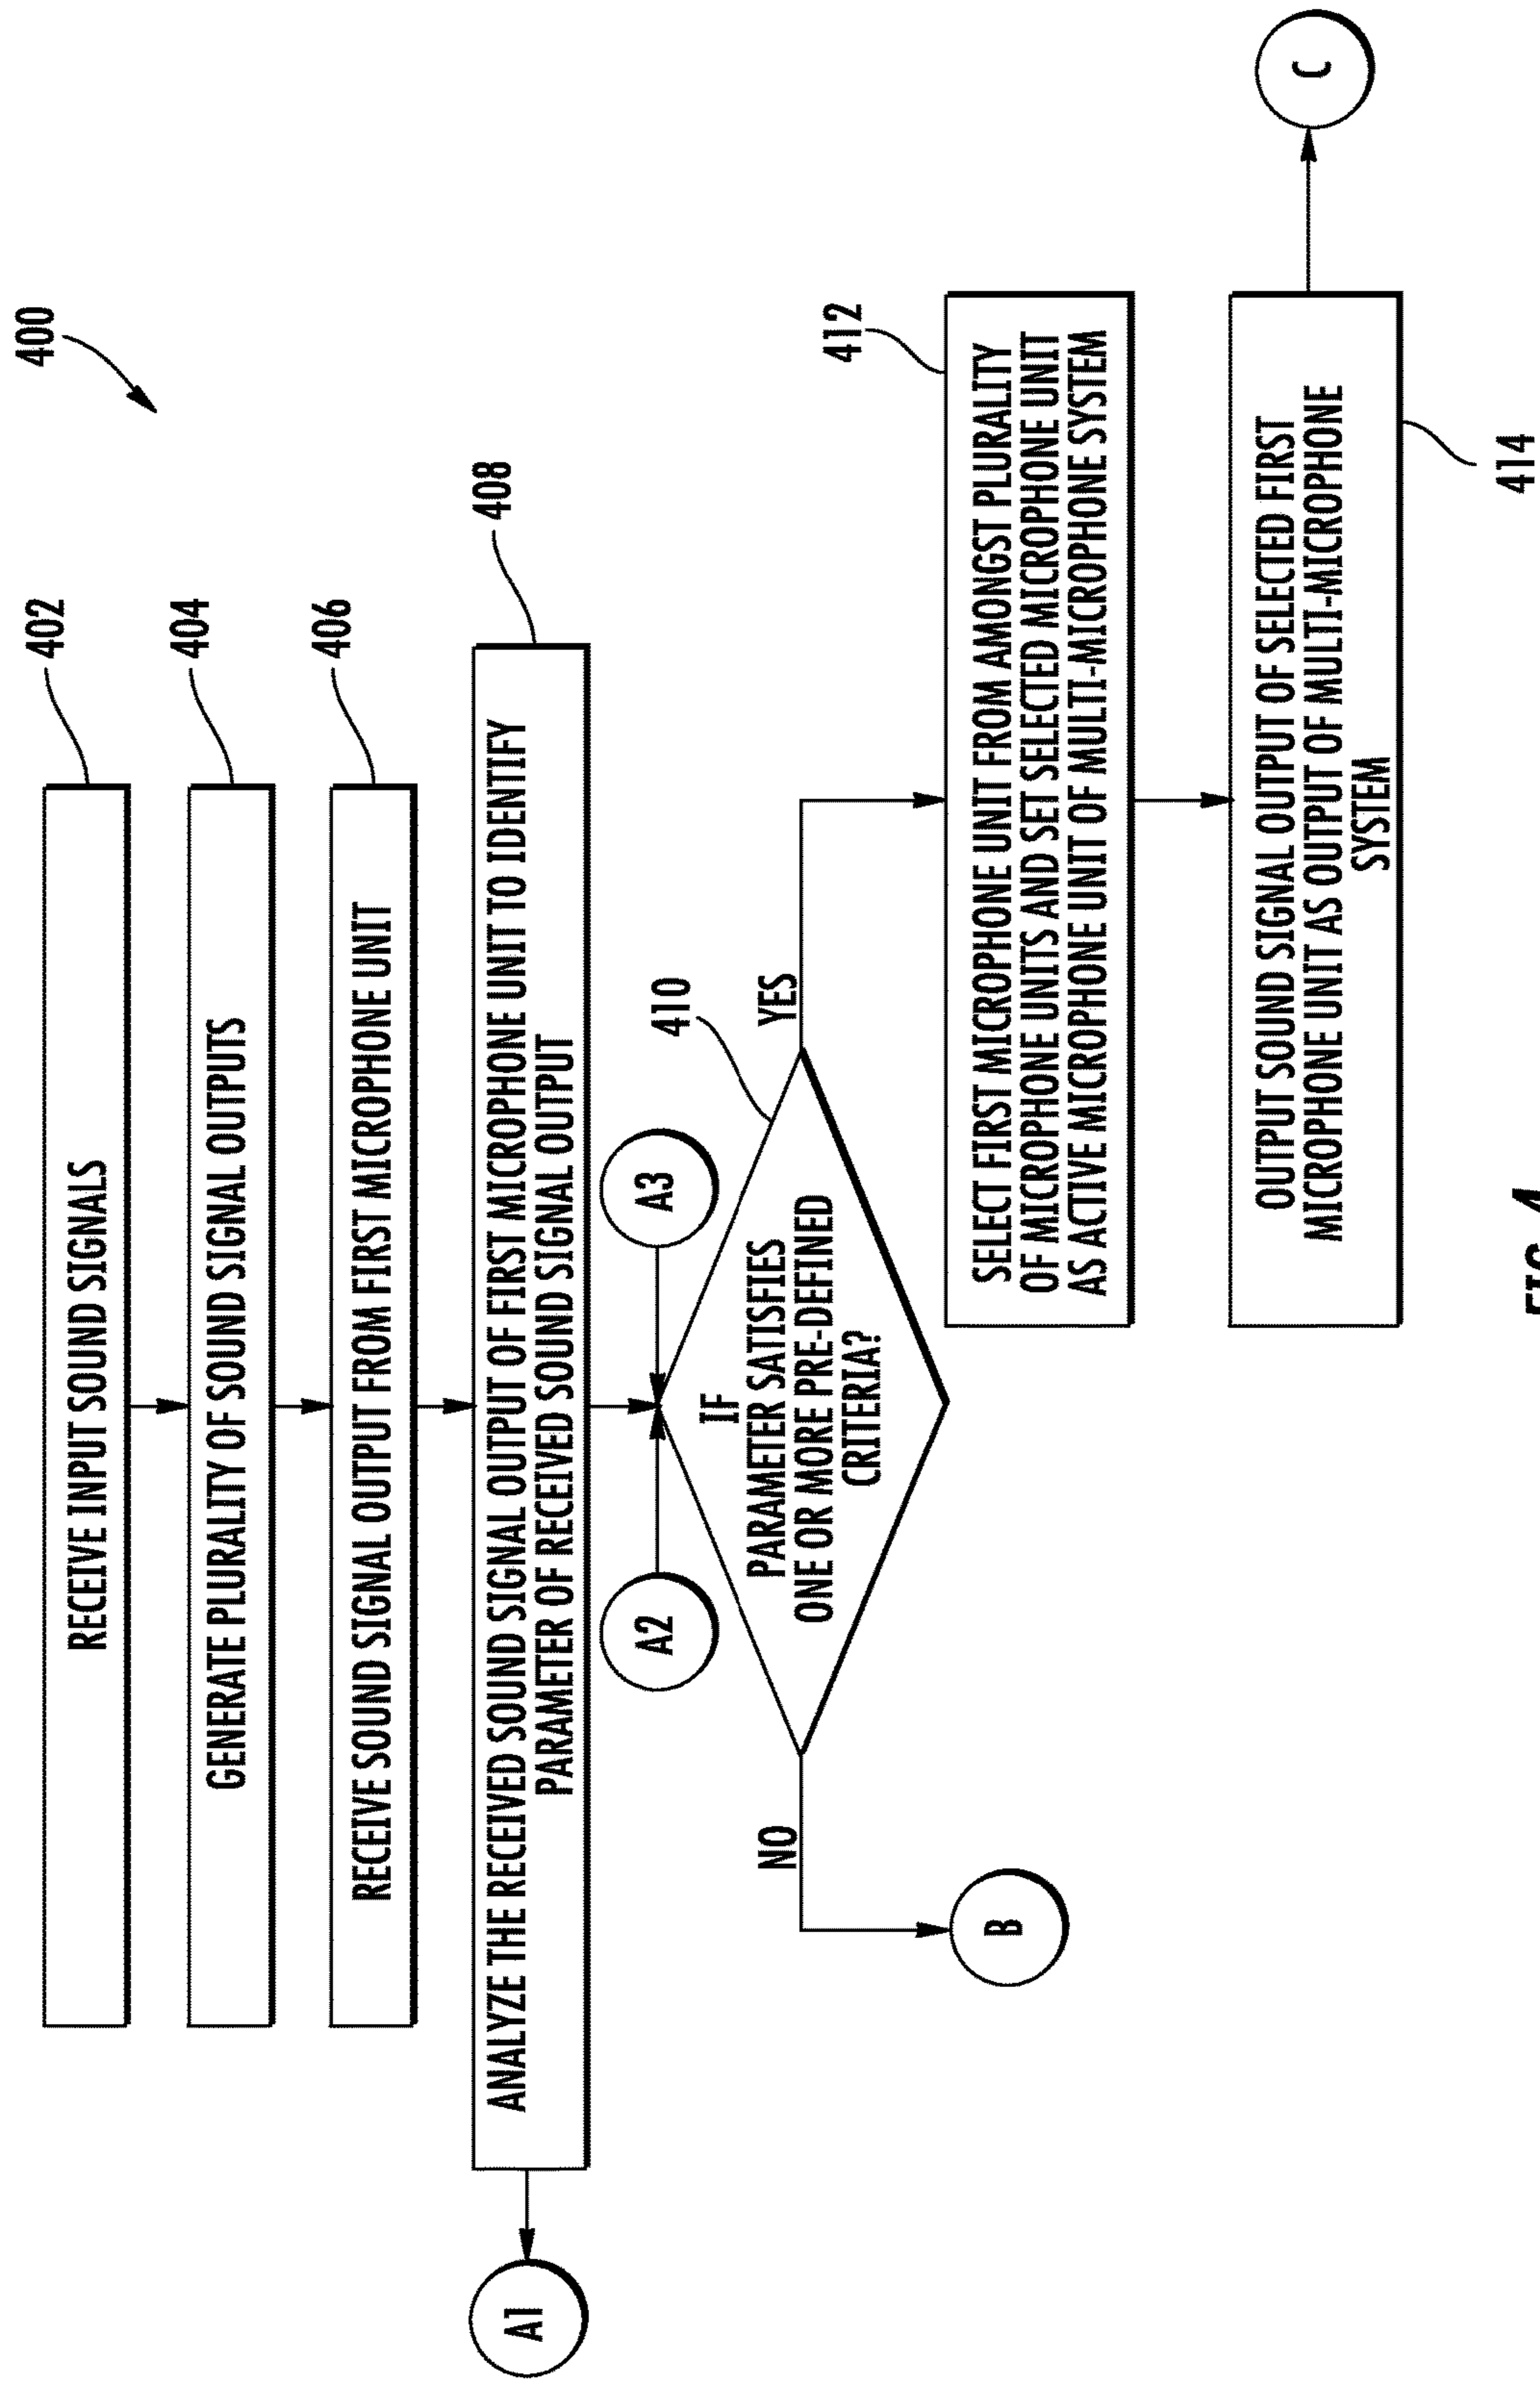 400
402
RECEIVE INPUT SOUND SIGNALS
404
GENERATE PLURALITY OF SOUND SIGNAL OUTPUTS
406
RECEIVE SOUND SIGNAL OUTPUT FROM FIRST MICROPHONE UNIT
408
ANALYZE THE RECEIVED SOUND SIGNAL OUTPUT OF FIRST MICROPHONE UNIT TO IDENTIFY
PARAMETER OF RECEIVED SOUND SIGNAL OUTPUT
A1
A2
A3
410
IF
PARAMETER SATISFIES
ONE OR MORE PRE-DEFINED
CRITERIA?
NO
YES
B
412
SELECT FIRST MICROPHONE UNIT FROM AMONGST PLURALITY
OF MICROPHONE UNITS AND SET SELECTED MICROPHONE UNIT
AS ACTIVE MICROPHONE UNIT OF MULTI-MICROPHONE SYSTEM
OUTPUT SOUND SIGNAL OUTPUT OF SELECTED FIRST
MICROPHONE UNIT AS OUTPUT OF MULTI-MICROPHONE
SYSTEM
C
414
FIG. 4